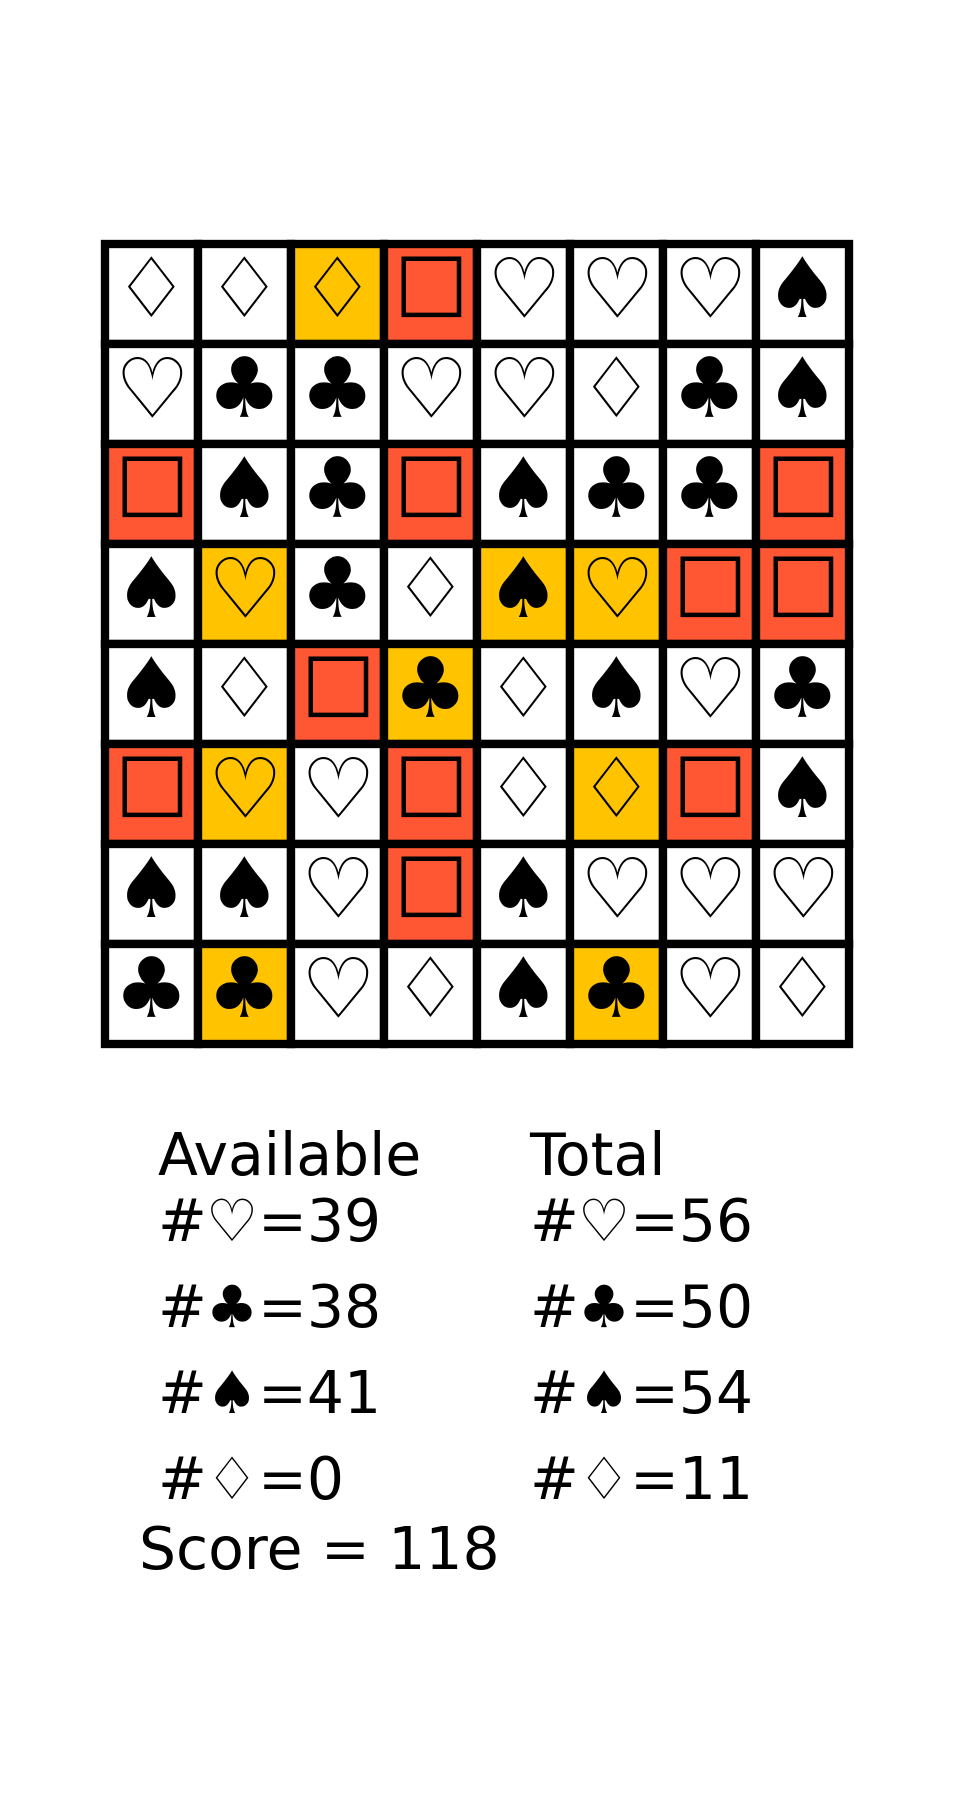 ♢ ♢ ♢ □ ♡ ♡ ♡ ♠
♡ ♣ ♣ ♡ ♡ ♢ ♣ ♠
□ ♠ ♣ □ ♠ ♣ ♣ □
♠ ♡ ♣ ♢ ♠ ♡ □ □
♠ ♢ □ ♣ ♢ ♠ ♡ ♣
□ ♡ ♡ □ ♢ ♢ □ ♠
♠ ♠ ♡ □ ♠ ♡ ♡ ♡
♣ ♣ ♡ ♢ ♠ ♣ ♡ ♢
Available Total
#♡=39 #♡=56
#♣=38 #♣=50
#♠=41 #♠=54
#♢=0 #♢=11
Score = 118